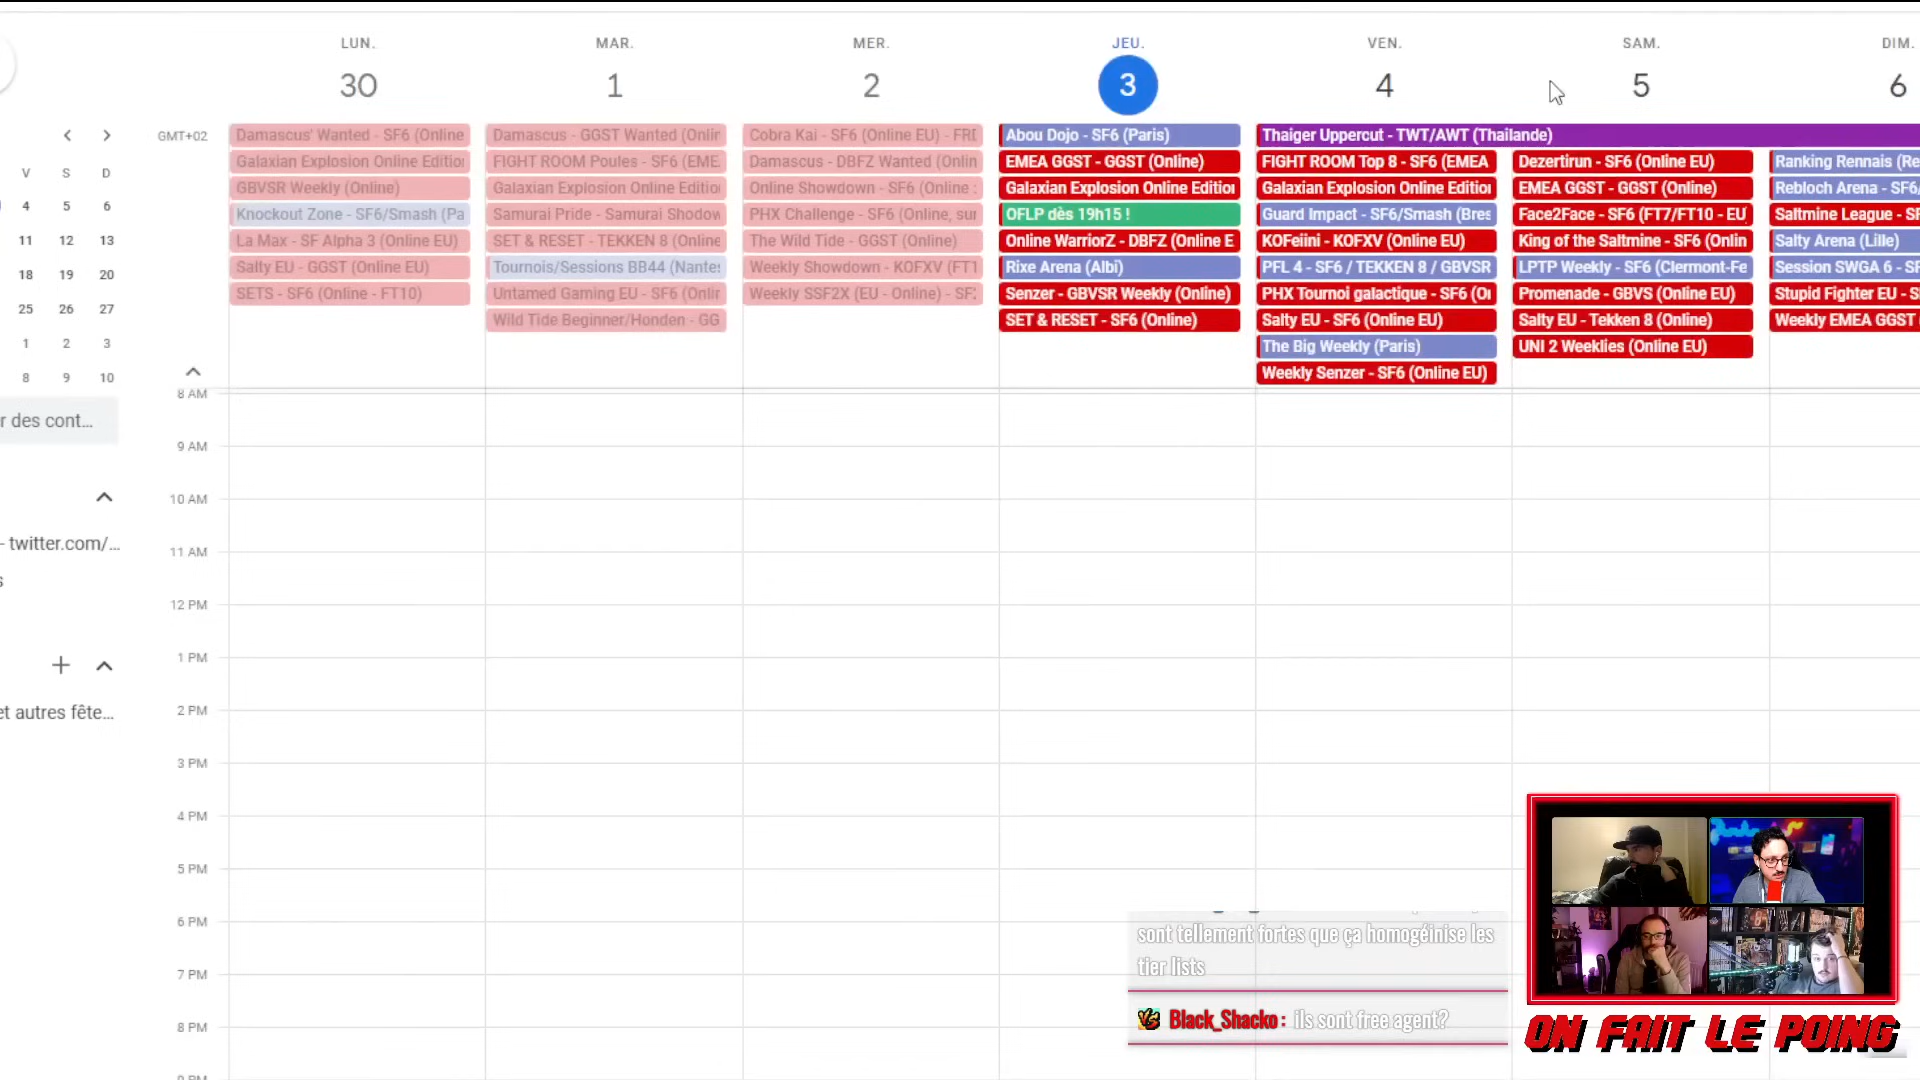 LUN.
MAR.
MER.
JEU.
VEN.
SAM.
DIM.
30
1
2
3
4
5
6
GMT+02
V S D
4 5 6
11 12 13
18 19 20
25 26 27
1 2 3
8 9 10
r des cont...
- twitter.com/...
s
et autres fête...
Damascus' Wanted - SF6 (Online
Galaxian Explosion Online Editio
GBVSR Weekly (Online)
Knockout Zone - SF6/Smash (Pa
La Max - SF Alpha 3 (Online EU)
Salty EU - GGST (Online EU)
SETS - SF6 (Online - FT10)
Damascus - GGST Wanted (Onlin
FIGHT ROOM Poules - SF6 (EME
Galaxian Explosion Online Editio
Samurai Pride - Samurai Shodow
SET & RESET - TEKKEN 8 (Online
Tournois/Sessions BB44 (Nantes
Untamed Gaming EU - SF6 (Onlin
Wild Tide Beginner/Honden - GG
Cobra Kai - SF6 (Online EU) - FRE
Damascus - DBFZ Wanted (Onlin
Online Showdown - SF6 (Online
PHX Challenge - SF6 (Online, sur
The Wild Tide - GGST (Online)
Weekly Showdown - KOFXV (FT1
Weekly SSF2X (EU - Online) - SF
Abou Dojo - SF6 (Paris)
EMEA GGST - GGST (Online)
Galaxian Explosion Online Edition
OFLP dès 19h15 !
Online WarriorZ - DBFZ (Online E
Rixe Arena (Albi)
Senzer - GBVSR Weekly (Online)
SET & RESET - SF6 (Online)
Thaiger Uppercut - TWT/AWT (Thailande)
FIGHT ROOM Top 8 - SF6 (EMEA
Galaxian Explosion Online Edition
Guard Impact - SF6/Smash (Bres
KOFeiini - KOFXV (Online EU)
PFL 4 - SF6 / TEKKEN 8 / GBVSR
PHX Tournoi galactique - SF6 (O
Salty EU - SF6 (Online EU)
The Big Weekly (Paris)
Weekly Senzer - SF6 (Online EU)
Dezertirun - SF6 (Online EU)
EMEA GGST - GGST (Online)
Face2Face - SF6 (FT7/FT10 - EU
King of the Saltmine - SF6 (Onlin
LPTP Weekly - SF6 (Clermont-Fe
Promenade - GBVS (Online EU)
Salty EU - Tekken 8 (Online)
UNI 2 Weeklies (Online EU)
Ranking Rennais (Re
Rebloch Arena - SF6/
Saltmine League - SF
Salty Arena (Lille)
Session SWGA 6 - SF
Stupid Fighter EU - S
Weekly EMEA GGST
8 AM
9 AM
10 AM
11 AM
12 PM
1 PM
2 PM
3 PM
4 PM
5 PM
6 PM
7 PM
8 PM
9 PM
sont tellement fortes que ça homogéinise les
tier lists
Black_Shacko : ils sont free agent?
ON FAIT LE POING